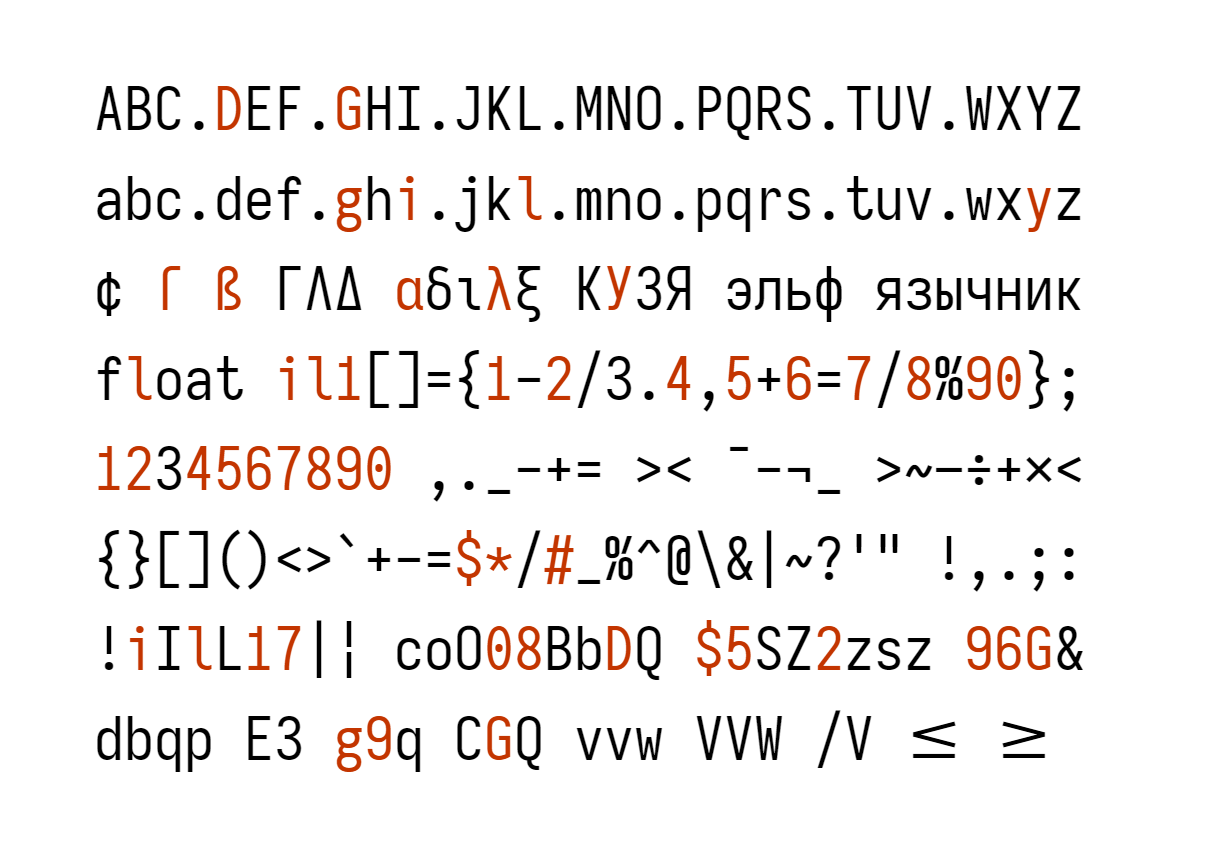 ABC.DEF.GHI.JKL.MNO.PQRS.TUV.WXYZ
abc.def.ghi.jkl.mno.pqrs.tuv.wxyz
¢ ſ ß ΓΛΔ αδιλξ КУЗЯ эльф язычник
float il1[]={1-2/3.4,5+6=7/8%90};
1234567890 ,._-+= >< ¯-¬_ >~–÷+×<
{}[]()<>`+-=$*/#_%^@\&|~?'" !,.;:
!iIlL17|¦ coO08BbDQ $5SZ2zsz 96G&
dbqp E3 g9q CGQ vvw VVW /V ≤ ≥